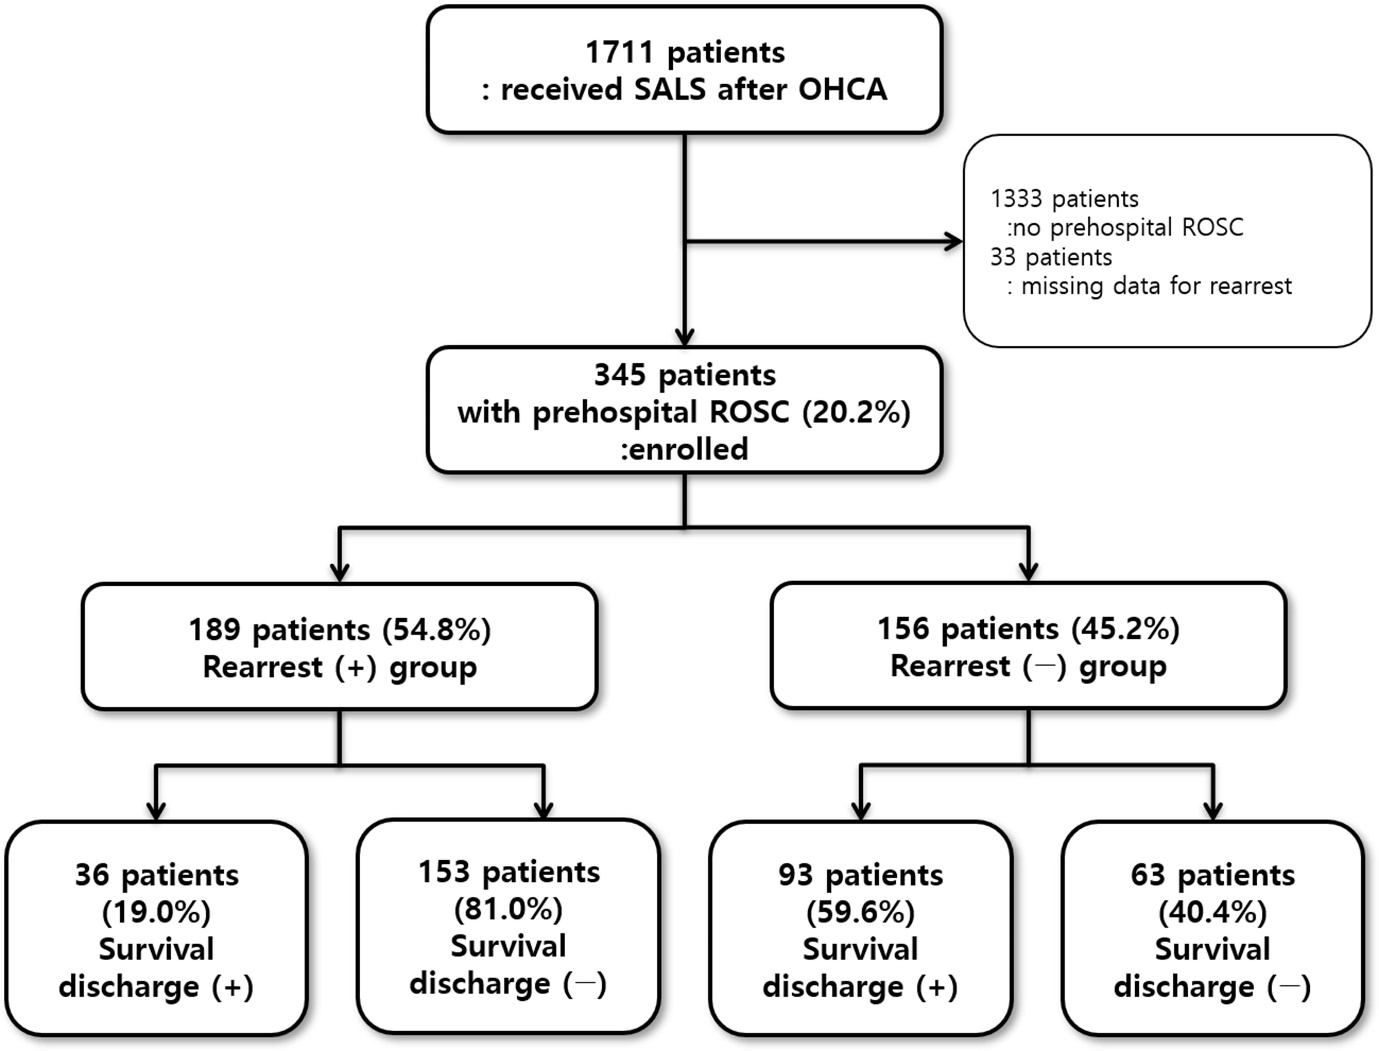 1711 patients
: received SALS after OHCA
1333 patients
:no prehospital ROSC
33 patients
: missing data for rearrest
345 patients
with prehospital ROSC (20.2%)
:enrolled
189 patients (54.8%)
Rearrest (+) group
156 patients (45.2%)
Rearrest (—) group
36 patients
(19.0%)
Survival
discharge (+)
153 patients
(81.0%)
Survival
discharge (—)
93 patients
(59.6%)
Survival
discharge (+)
63 patients
(40.4%)
Survival
discharge (—)